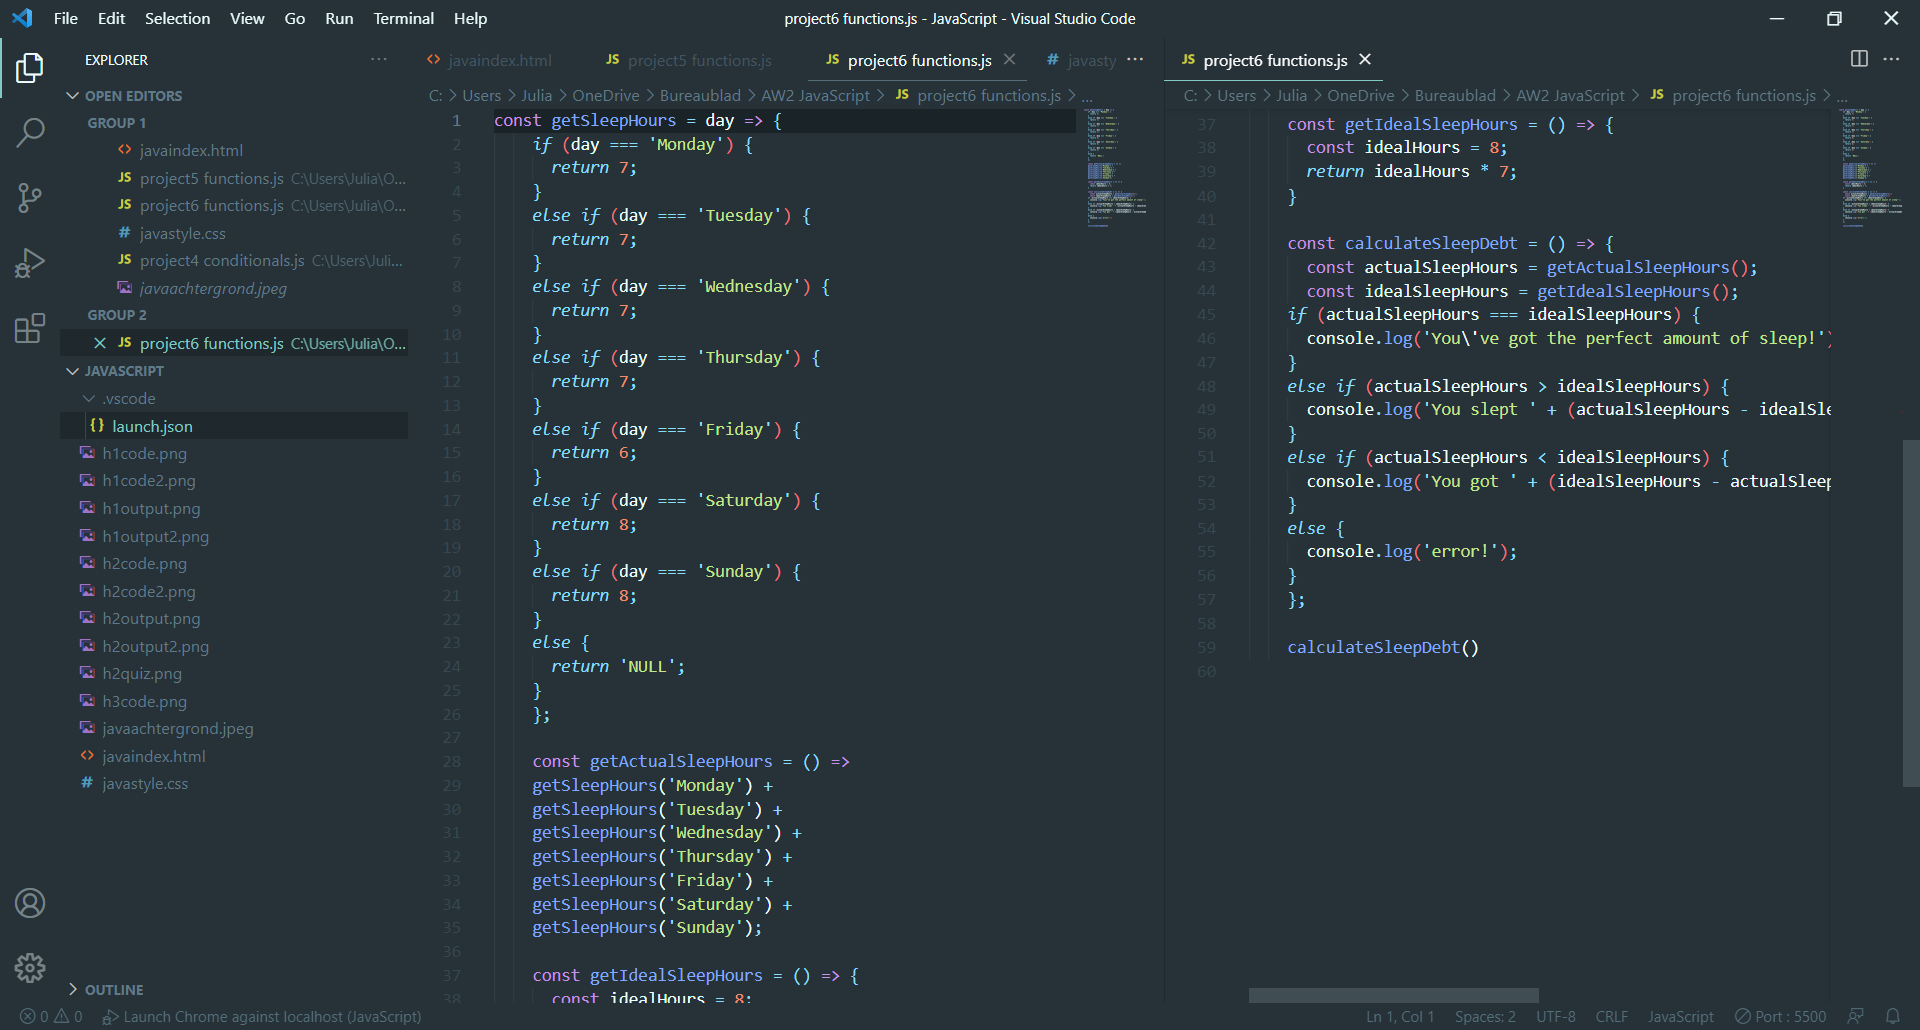 File Edit Selection View Go Run Terminal Help
project6 functions.js - JavaScript - Visual Studio Code
EXPLORER
OPEN EDITORS
GROUP 1
javaindex.html
JS project5 functions.js C:\Users\Julia\O...
JS project6 functions.js C:\Users\Julia\O...
# javastyle.css
JS project4 conditionals.js C:\Users\Juli...
javaachtergrond.jpeg
GROUP 2
JS project6 functions.js C:\Users\Julia\O...
JAVASCRIPT
.vscode
{} launch.json
h1code.png
h1code2.png
h1output.png
h1output2.png
h2code.png
h2code2.png
h2output.png
h2output2.png
h2quiz.png
h3code.png
javaachtergrond.jpeg
javaindex.html
# javastyle.css
OUTLINE
javaindex.html JS project5 functions.js JS project6 functions.js # javasty ...
C: > Users > Julia > OneDrive > Bureaublad > AW2 JavaScript > JS project6 functions.js > ...
1 const getSleepHours = day => {
2 if (day === 'Monday') {
3 return 7;
4 }
5 else if (day === 'Tuesday') {
6 return 7;
7 }
8 else if (day === 'Wednesday') {
9 return 7;
10 }
11 else if (day === 'Thursday') {
12 return 7;
13 }
14 else if (day === 'Friday') {
15 return 6;
16 }
17 else if (day === 'Saturday') {
18 return 8;
19 }
20 else if (day === 'Sunday') {
21 return 8;
22 }
23 else {
24 return 'NULL';
25 }
26 };
27
28 const getActualSleepHours = () =>
29 getSleepHours('Monday') +
30 getSleepHours('Tuesday') +
31 getSleepHours('Wednesday') +
32 getSleepHours('Thursday') +
33 getSleepHours('Friday') +
34 getSleepHours('Saturday') +
35 getSleepHours('Sunday');
36
37 const getIdealSleepHours = () => {
38 const idealHours = 8;
JS project6 functions.js
C: > Users > Julia > OneDrive > Bureaublad > AW2 JavaScript > JS project6 functions.js > ...
37 const getIdealSleepHours = () => {
38 const idealHours = 8;
39 return idealHours * 7;
40 }
41
42 const calculateSleepDebt = () => {
43 const actualSleepHours = getActualSleepHours();
44 const idealSleepHours = getIdealSleepHours();
45 if (actualSleepHours === idealSleepHours) {
46 console.log('You\'ve got the perfect amount of sleep!')
47 }
48 else if (actualSleepHours > idealSleepHours) {
49 console.log('You slept ' + (actualSleepHours - idealSle
50 }
51 else if (actualSleepHours < idealSleepHours) {
52 console.log('You got ' + (idealSleepHours - actualSleep
53 }
54 else {
55 console.log('error!');
56 }
57 };
58
59 calculateSleepDebt()
60
0 0 Launch Chrome against localhost (JavaScript)
Ln 1, Col 1 Spaces: 2 UTF-8 CRLF JavaScript Port : 5500